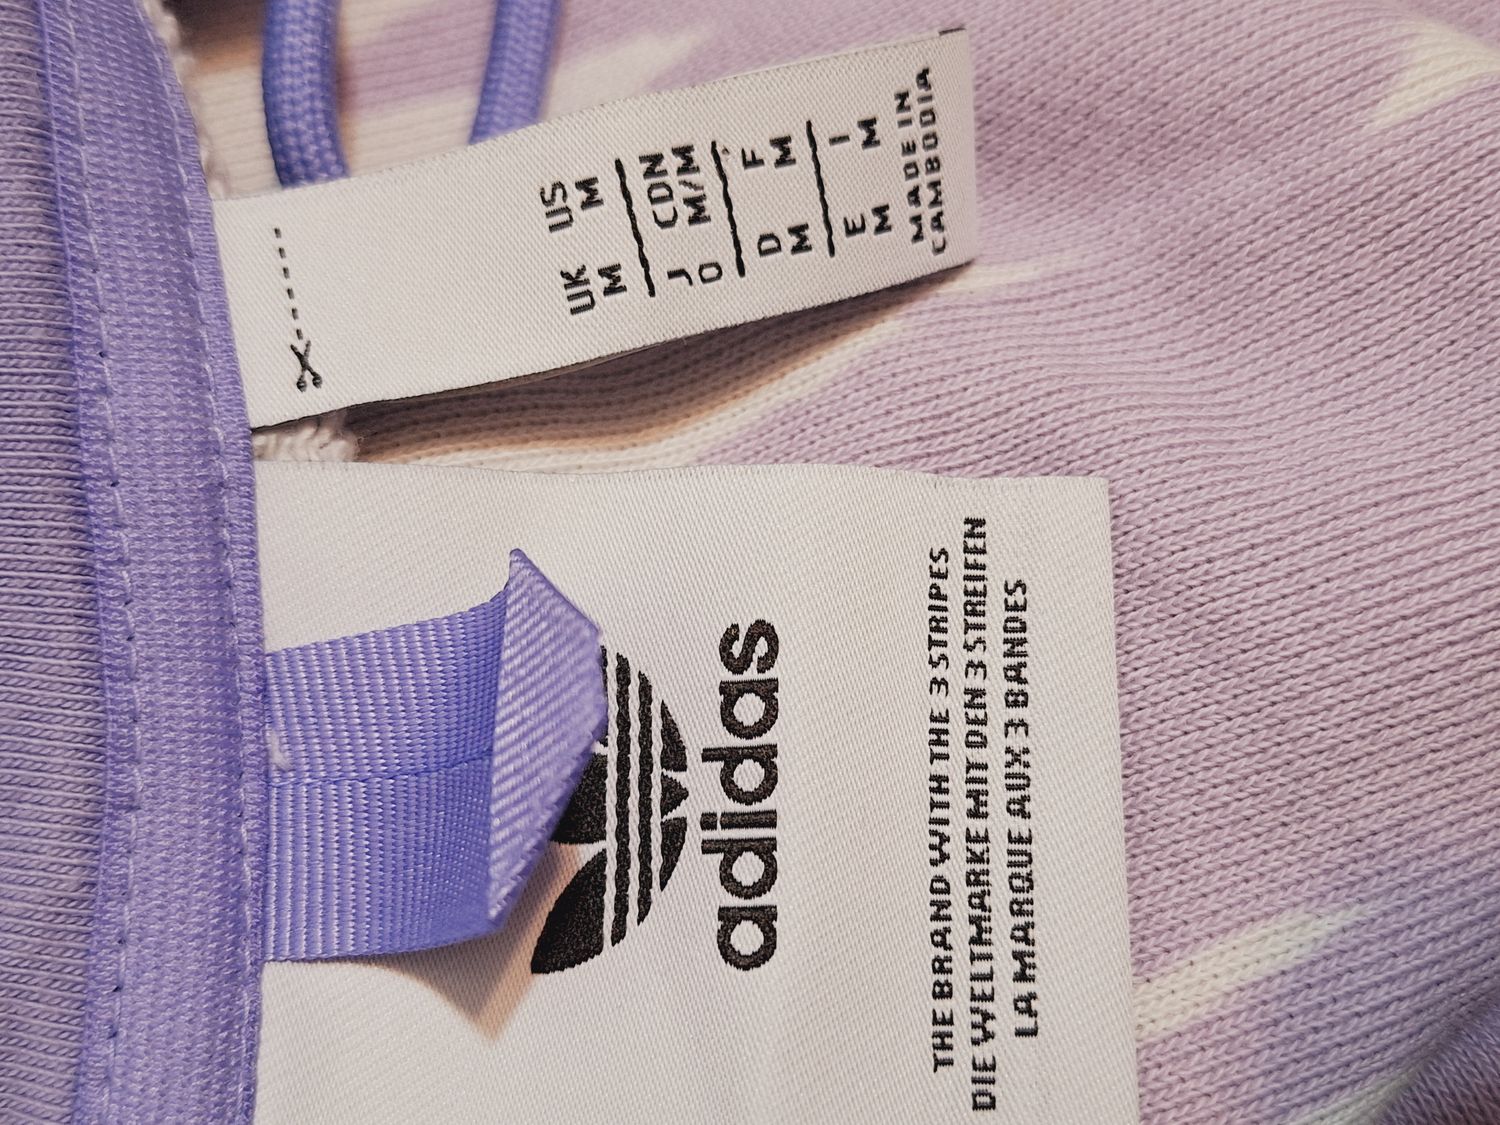 UK US
M M
J CDN
O M/M
D F
M M
E I
M M
MADE IN
CAMBODIA
adidas
THE BRAND WITH THE 3 STRIPES
DIE WELTMARKE MIT DEN 3 STREIFEN
LA MARQUE AUX 3 BANDES